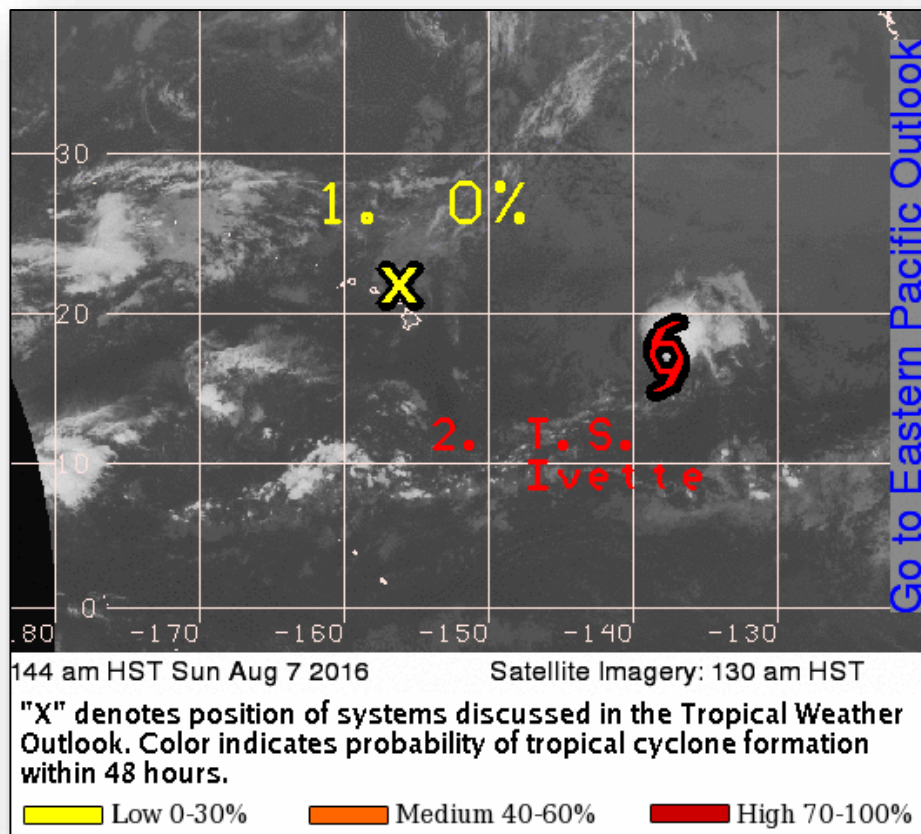 30
1. 0%
X
20
2. T.S.
10
Ivette
0
.80 -170 -160 -150 -140 -130
Go to Eastern Pacific Outlook
144 am HST Sun Aug 7 2016 Satellite Imagery: 130 am HST
"X" denotes position of systems discussed in the Tropical Weather
Outlook. Color indicates probability of tropical cyclone formation
within 48 hours.
Low 0-30% Medium 40-60% High 70-100%